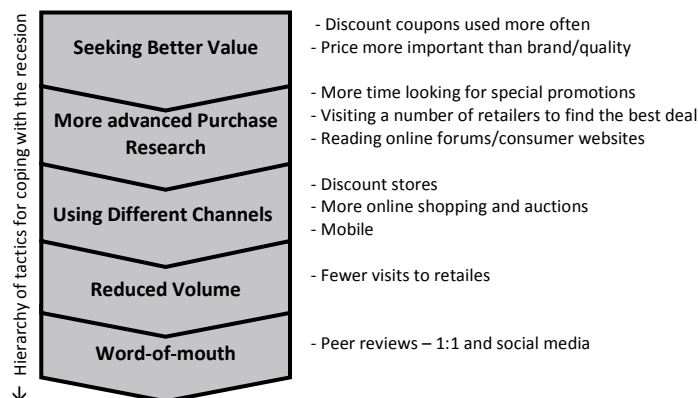 ← Hierarchy of tactics for coping with the recesion
Seeking Better Value
- Discount coupons used more often
- Price more important than brand/quality
More advanced Purchase
Research
- More time looking for special promotions
- Visiting a number of retailers to find the best deal
- Reading online forums/consumer websites
Using Different Channels
- Discount stores
- More online shopping and auctions
- Mobile
Reduced Volume
- Fewer visits to retailes
Word-of-mouth
- Peer reviews – 1:1 and social media